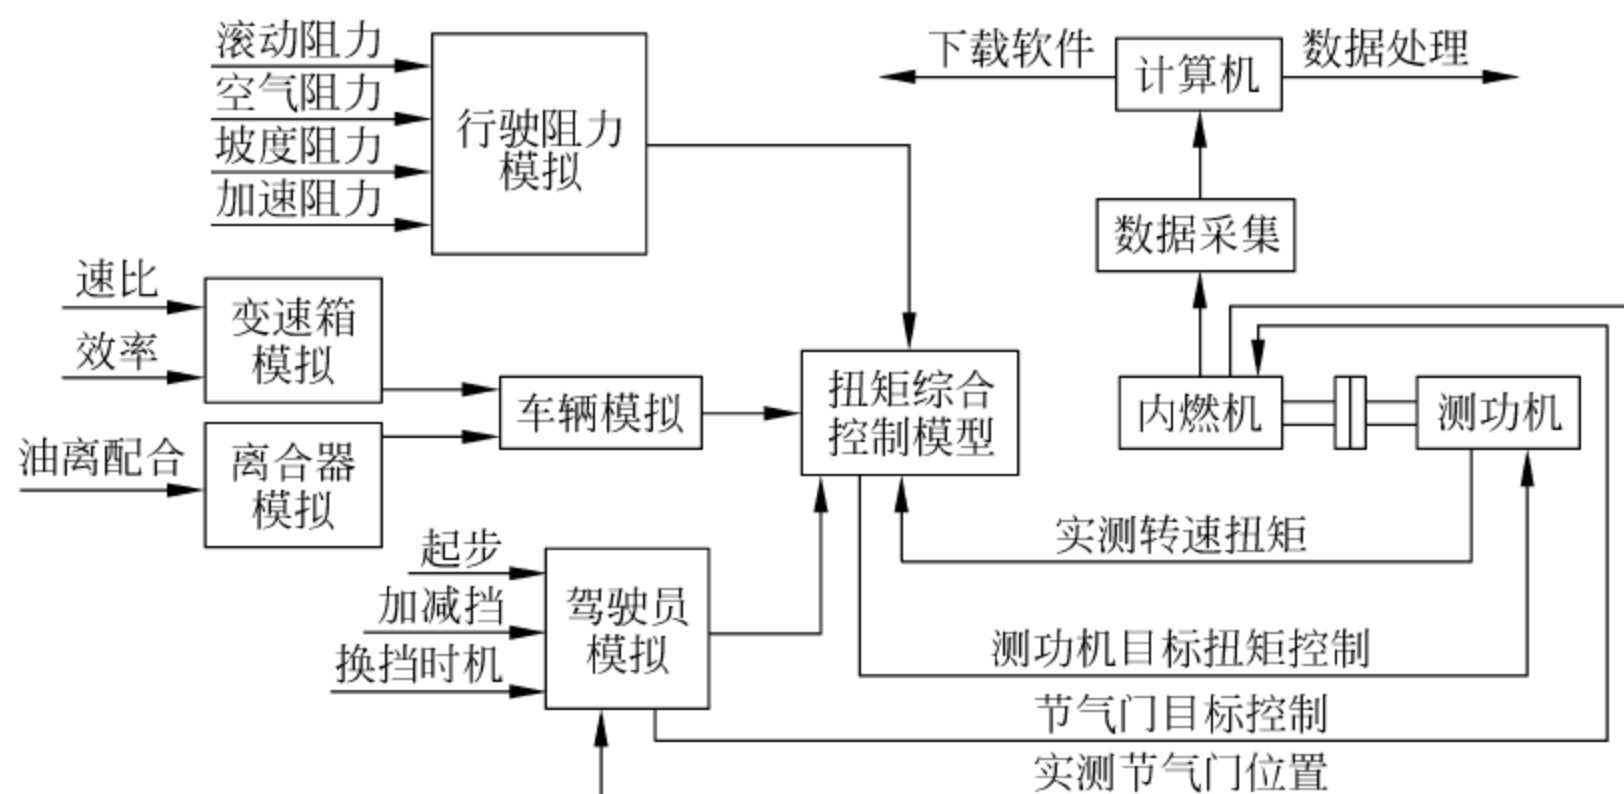 滚动阻力
空气阻力
坡度阻力
加速阻力
行驶阻力
模拟
下载软件
计算机
数据处理
数据采集
速比
效率
变速箱
模拟
油离配合
离合器
模拟
车辆模拟
扭矩综合
控制模型
内燃机
测功机
起步
加减挡
换挡时机
驾驶员
模拟
实测转速扭矩
测功机目标扭矩控制
节气门目标控制
实测节气门位置